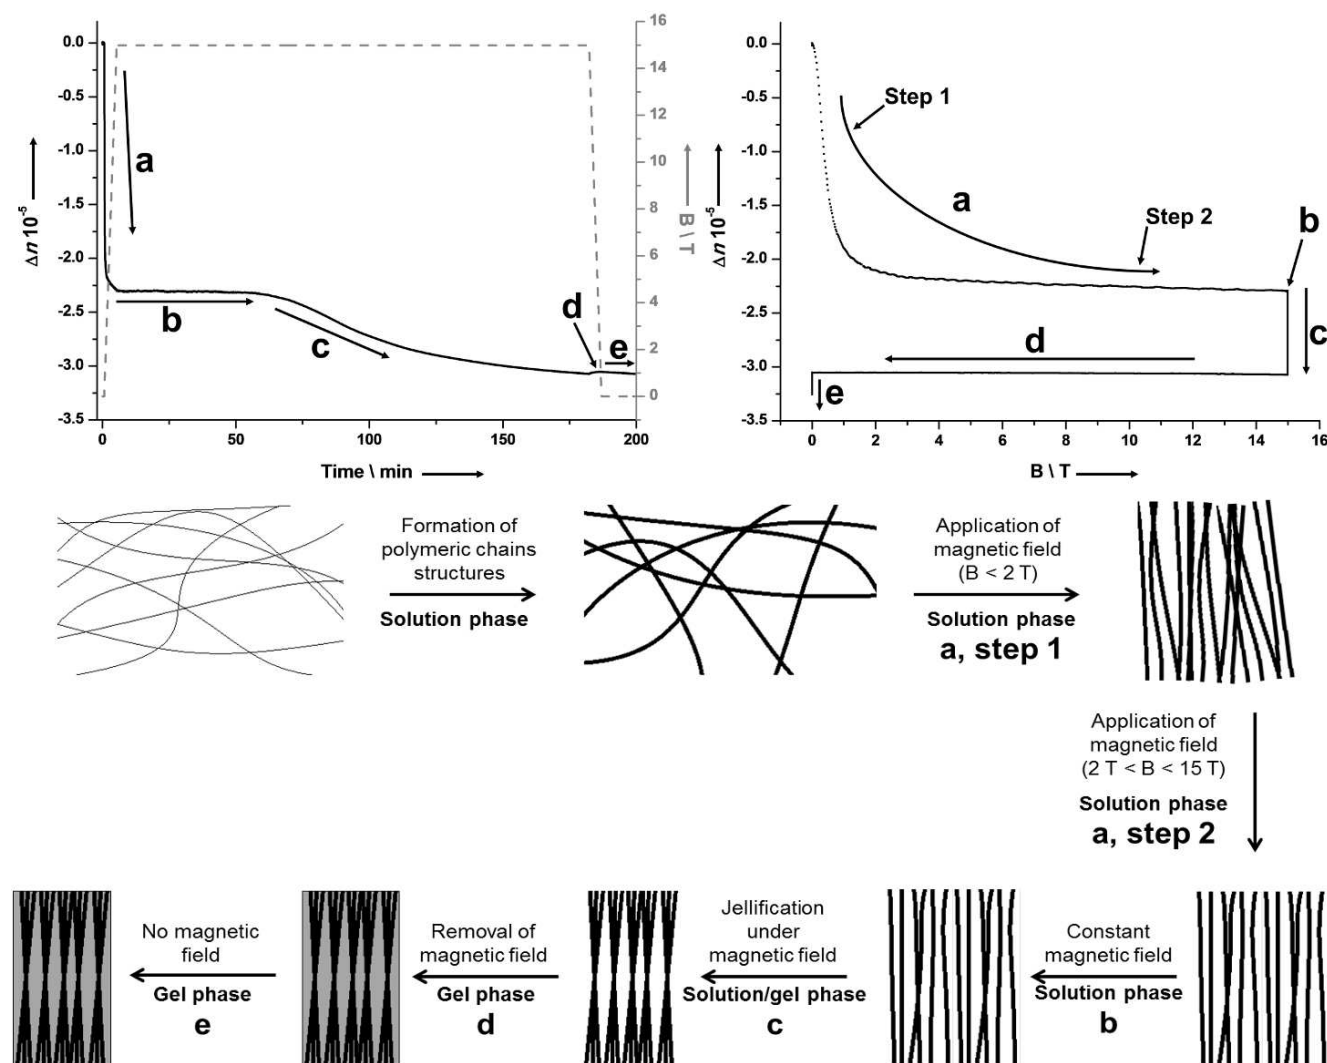 0.0
-0.5
-1.0
-1.5
-2.0
-2.5
-3.0
-3.5
Δn 10⁻⁵
0
50
100
150
200
Time \ min
16
14
12
10
8
6
4
2
0
B \ T
a
b
c
d
e
0.0
-0.5
-1.0
-1.5
-2.0
-2.5
-3.0
-3.5
Δn 10⁻⁵
0
2
4
6
8
10
12
14
16
B \ T
Step 1
a
Step 2
b
c
d
e
Formation of
polymeric chains
structures
Solution phase
Application of
magnetic field
(B < 2 T)
Solution phase
a, step 1
Application of
magnetic field
(2 T < B < 15 T)
Solution phase
a, step 2
No magnetic
field
Gel phase
e
Removal of
magnetic field
Gel phase
d
Jellification
under
magnetic field
Solution/gel phase
c
Constant
magnetic field
Solution phase
b